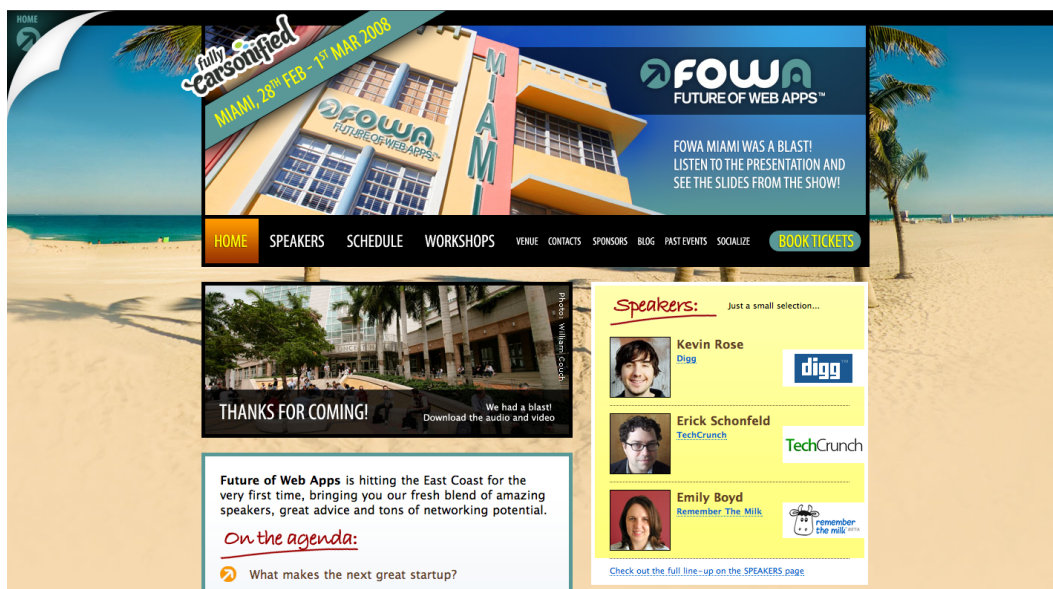 HOME
fully
Carsonified
MIAMI, 28TH FEB - 1ST MAR 2008
FOWA
FUTURE OF WEB APPS
MIAMI
FOWA
FUTURE OF WEB APPS™
FOWA MIAMI WAS A BLAST!
LISTEN TO THE PRESENTATION AND
SEE THE SLIDES FROM THE SHOW!
HOME SPEAKERS SCHEDULE WORKSHOPS VENUE CONTACTS SPONSORS BLOG PAST EVENTS SOCIALIZE BOOK TICKETS
Photo: William Couch
THANKS FOR COMING!
We had a blast!
Download the audio and video
Future of Web Apps is hitting the East Coast for the
very first time, bringing you our fresh blend of amazing
speakers, great advice and tons of networking potential.
On the agenda:
What makes the next great startup?
Speakers: Just a small selection...
Kevin Rose
Digg
digg™
Erick Schonfeld
TechCrunch
TechCrunch
Emily Boyd
Remember The Milk
remember
the milk BETA
Check out the full line-up on the SPEAKERS page